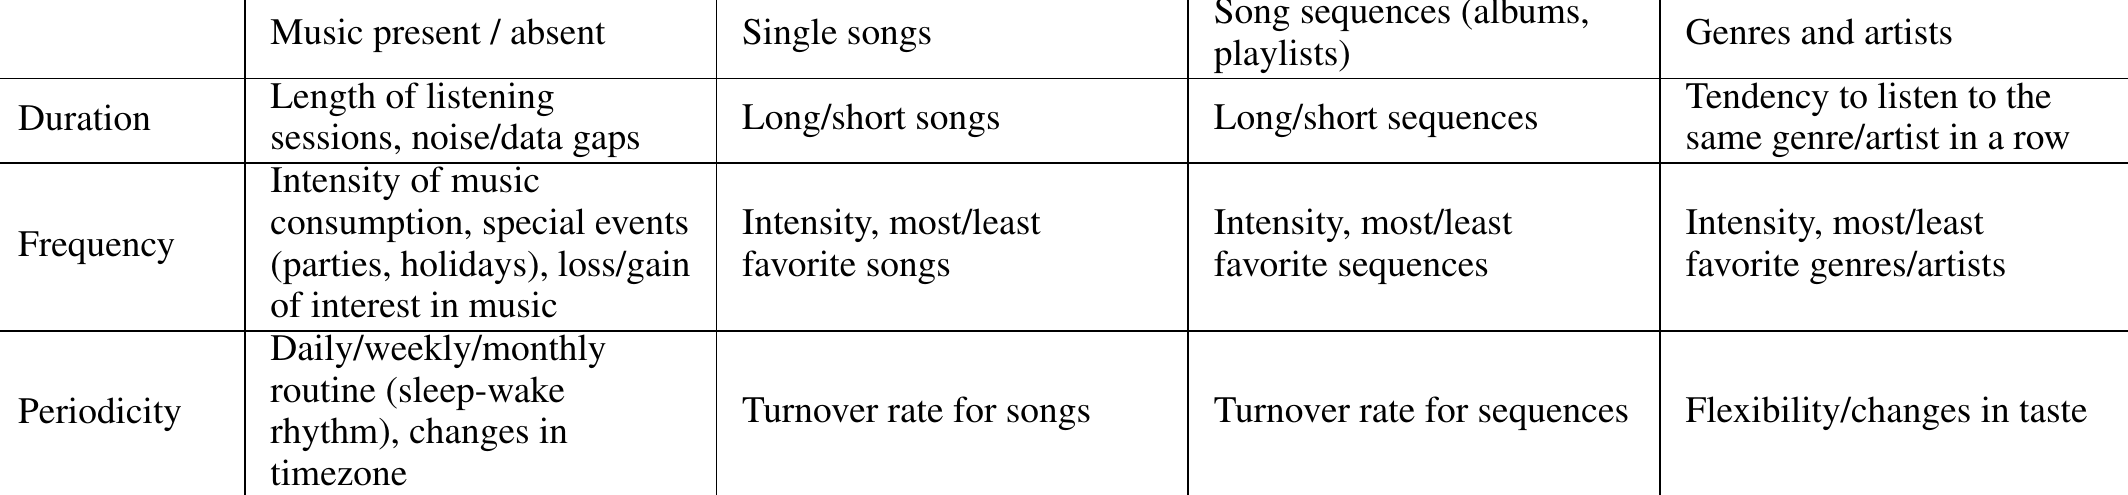 Music present / absent
Single songs
Song sequences (albums,
playlists)
Genres and artists
Duration
Length of listening
sessions, noise/data gaps
Long/short songs
Long/short sequences
Tendency to listen to the
same genre/artist in a row
Frequency
Intensity of music
consumption, special events
(parties, holidays), loss/gain
of interest in music
Intensity, most/least
favorite songs
Intensity, most/least
favorite sequences
Intensity, most/least
favorite genres/artists
Periodicity
Daily/weekly/monthly
routine (sleep-wake
rhythm), changes in
timezone
Turnover rate for songs
Turnover rate for sequences
Flexibility/changes in taste